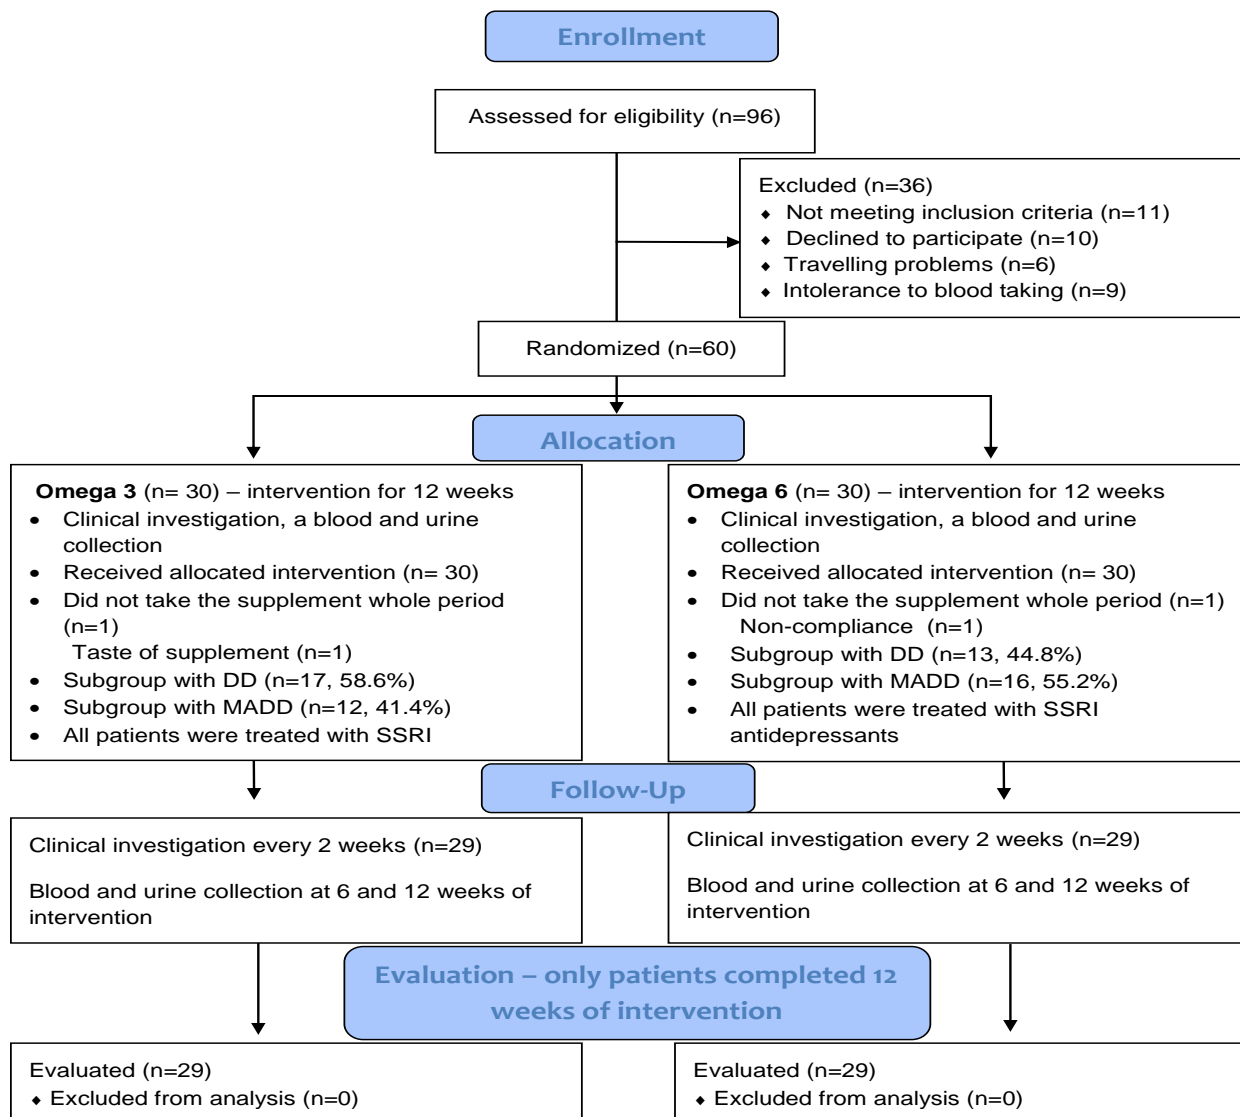 Enrollment
Assessed for eligibility (n=96)
Excluded (n=36)
⬥ Not meeting inclusion criteria (n=11)
⬥ Declined to participate (n=10)
⬥ Travelling problems (n=6)
⬥ Intolerance to blood taking (n=9)
Randomized (n=60)
Allocation
Omega 3 (n= 30) – intervention for 12 weeks
• Clinical investigation, a blood and urine
collection
• Received allocated intervention (n= 30)
• Did not take the supplement whole period
(n=1)
Taste of supplement (n=1)
• Subgroup with DD (n=17, 58.6%)
• Subgroup with MADD (n=12, 41.4%)
• All patients were treated with SSRI
Omega 6 (n= 30) – intervention for 12 weeks
• Clinical investigation, a blood and urine
collection
• Received allocated intervention (n= 30)
• Did not take the supplement whole period (n=1)
Non-compliance (n=1)
• Subgroup with DD (n=13, 44.8%)
• Subgroup with MADD (n=16, 55.2%)
• All patients were treated with SSRI
antidepressants
Follow-Up
Clinical investigation every 2 weeks (n=29)
Blood and urine collection at 6 and 12 weeks of
intervention
Clinical investigation every 2 weeks (n=29)
Blood and urine collection at 6 and 12 weeks of
intervention
Evaluation – only patients completed 12
weeks of intervention
Evaluated (n=29)
⬥ Excluded from analysis (n=0)
Evaluated (n=29)
⬥ Excluded from analysis (n=0)